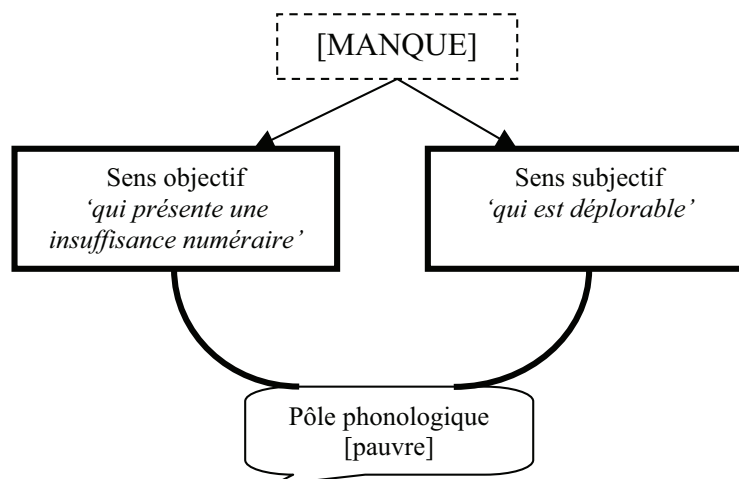 [MANQUE]
Sens objectif
‘qui présente une
insuffisance numéraire’
Sens subjectif
‘qui est déplorable’
Pôle phonologique
[pauvre]